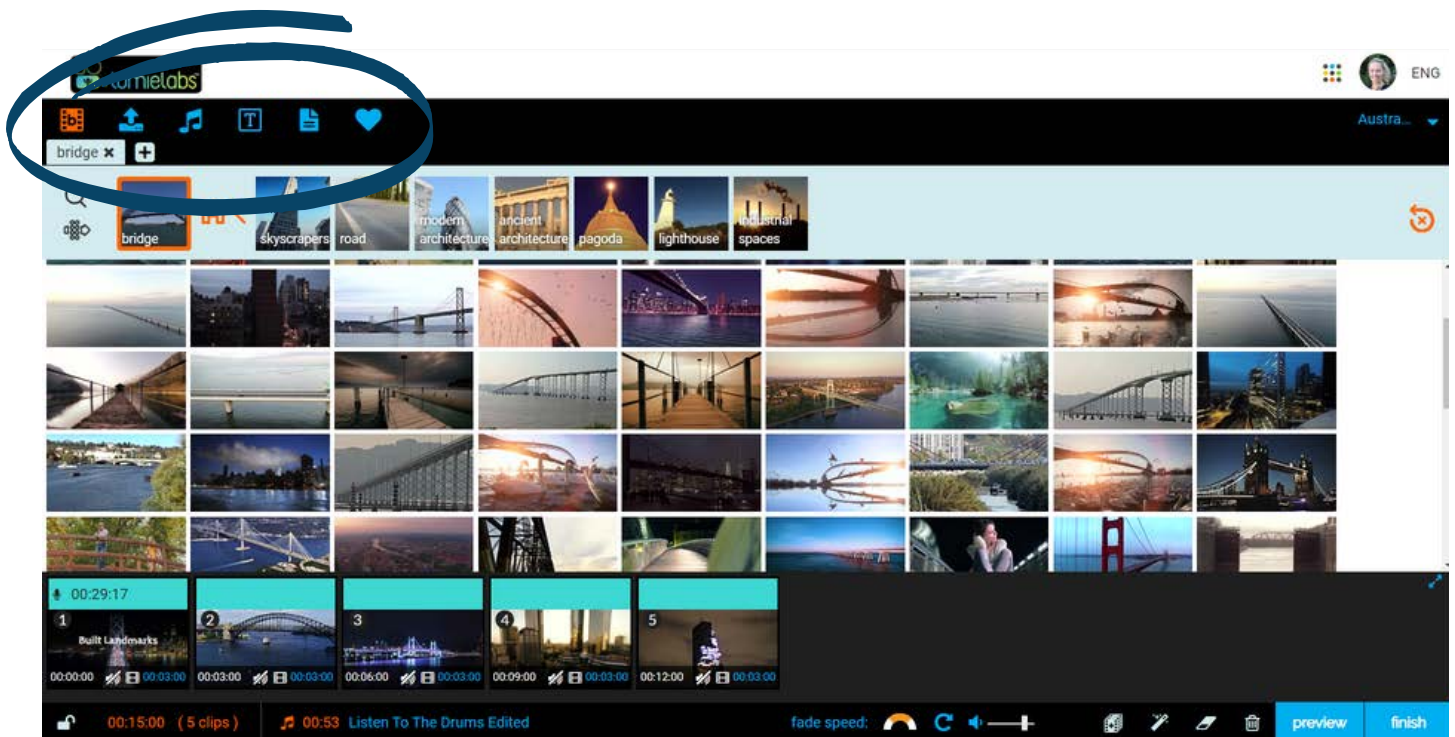 ENG
T
Austra...
bridge
bridge
skyscrapers
road
modern architecture
ancient architecture
pagoda
lighthouse
industrial spaces
00:29:17
1
2
3
4
5
Built Landmarks
00:00:00 00:03:00
00:03:00 00:03:00
00:06:00 00:03:00
00:09:00 00:03:00
00:12:00 00:03:00
00:15:00 ( 5 clips )
00:53 Listen To The Drums Edited
fade speed:
preview
finish